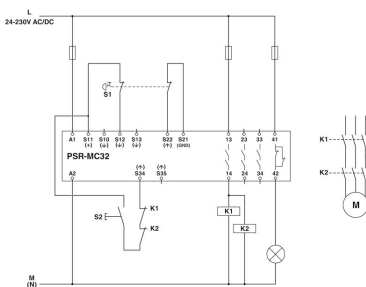 L
24-230V AC/DC
S1
A1 S11 S10 S12 S13 S22 S21 13 23 33 41
(+) (↓) (↓) (↓) (↑) (GND)
PSR-MC32
(↑) (↑)
A2 S34 S35 14 24 34 42
K1
S2
K2
K1
K2
M
(N)
K1
K2
M